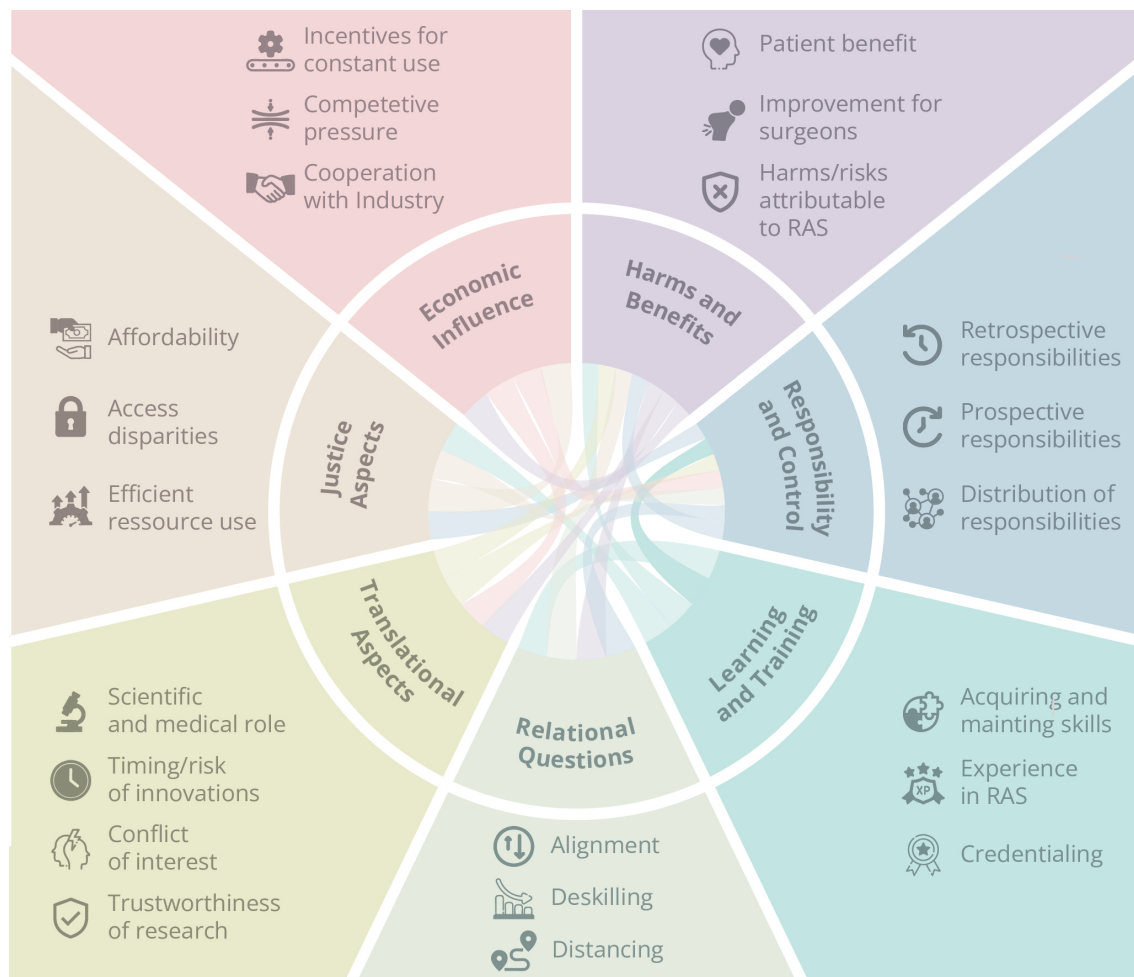 Incentives for
constant use
Competetive
pressure
Cooperation
with Industry
Patient benefit
Improvement for
surgeons
Harms/risks
attributable
to RAS
Economic
Influence
Harms and
Benefits
Affordability
Access
disparities
Efficient
ressource use
Justice
Aspects
Responsibility
and Control
Retrospective
responsibilities
Prospective
responsibilities
Distribution of
responsibilities
Translational
Aspects
Relational
Questions
Learning
and Training
Scientific
and medical role
Timing/risk
of innovations
Conflict
of interest
Trustworthiness
of research
Alignment
Deskilling
Distancing
Acquiring and
mainting skills
XP
Experience
in RAS
Credentialing